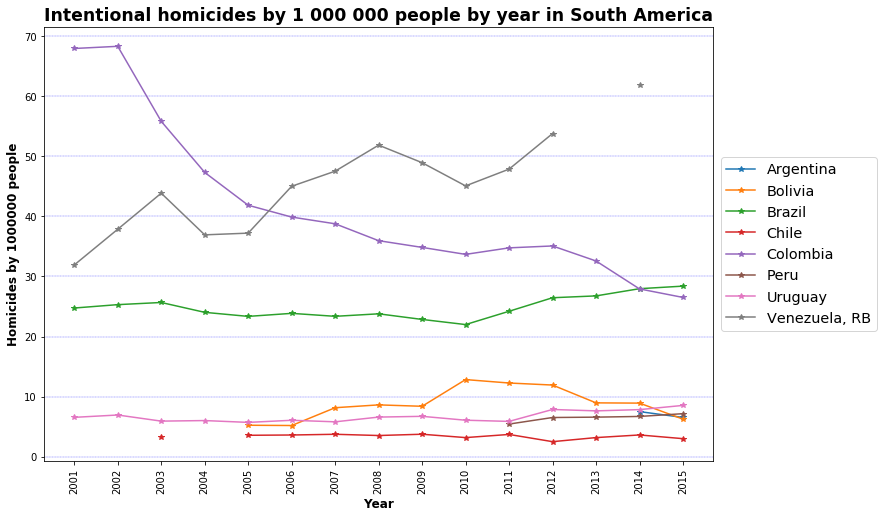 Intentional homicides by 1 000 000 people by year in South America
Homicides by 1000000 people
70
60
50
40
30
20
10
0
2001 2002 2003 2004 2005 2006 2007 2008 2009 2010 2011 2012 2013 2014 2015
Year
Argentina
Bolivia
Brazil
Chile
Colombia
Peru
Uruguay
Venezuela, RB